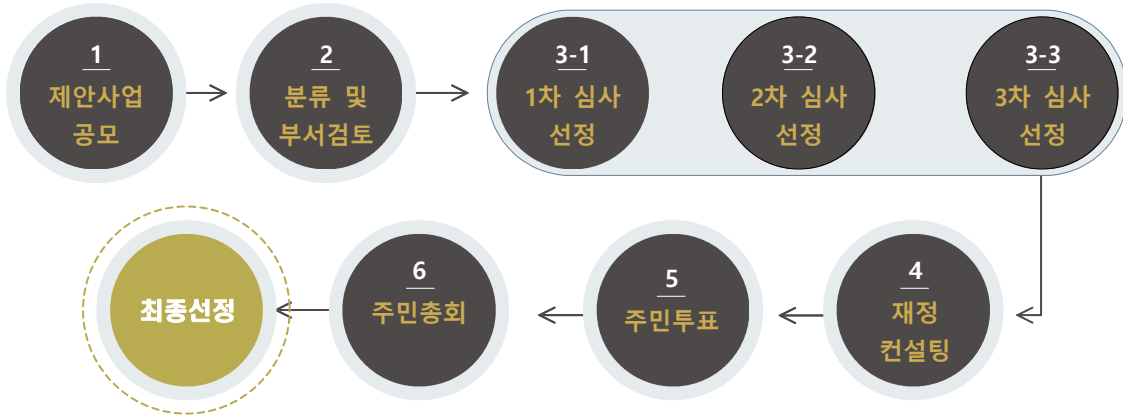 1
제안사업
공모
2
분류 및
부서검토
3-1
1차 심사
선정
3-2
2차 심사
선정
3-3
3차 심사
선정
4
재정
컨설팅
5
주민투표
6
주민총회
최종선정